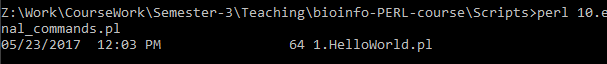 Z:\Work\CourseWork\Semester-3\Teaching\bioinfo-PERL-course\Scripts>perl 10.e
nal_commands.pl
05/23/2017  12:03 PM                64 1.HelloWorld.pl